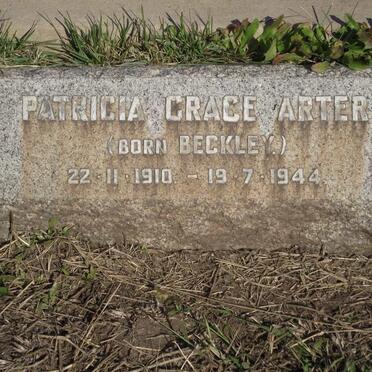 PATRICIA GRACE ARTER
(BORN BECKLEY.)
22·11·1910 - 19·7·1944.